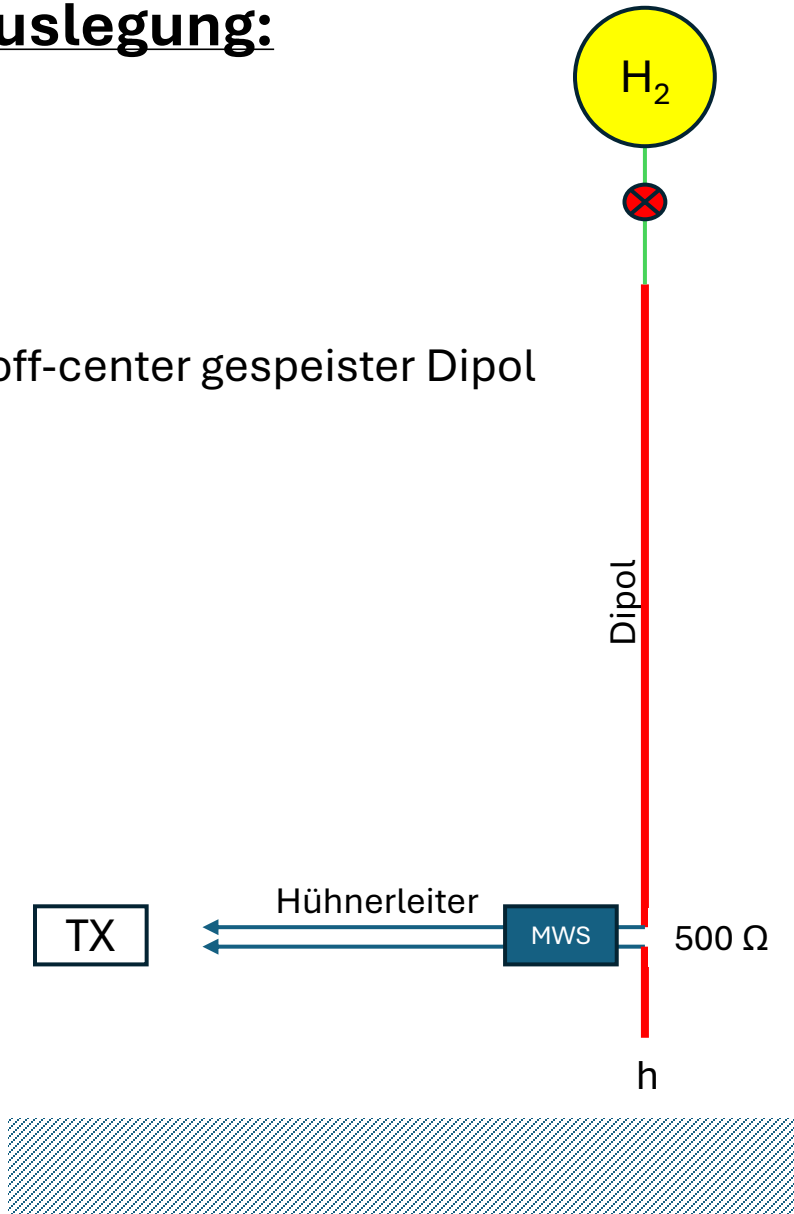 uslegung:
H₂
off-center gespeister Dipol
Dipol
Hühnerleiter
TX
MWS
500 Ω
h